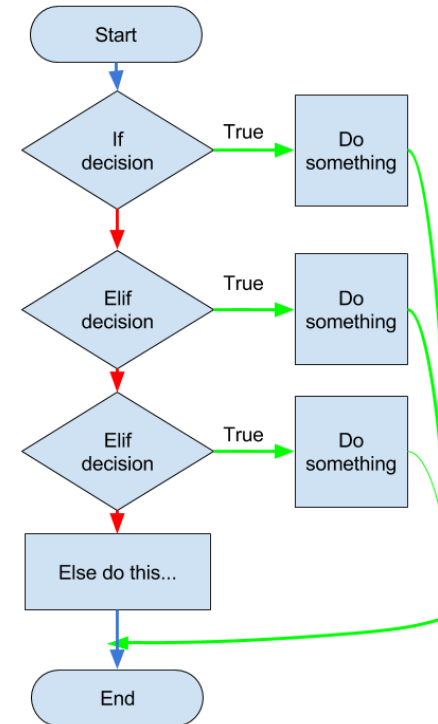 Start
If
decision
True
Do
something
Elif
decision
True
Do
something
Elif
decision
True
Do
something
Else do this...
End